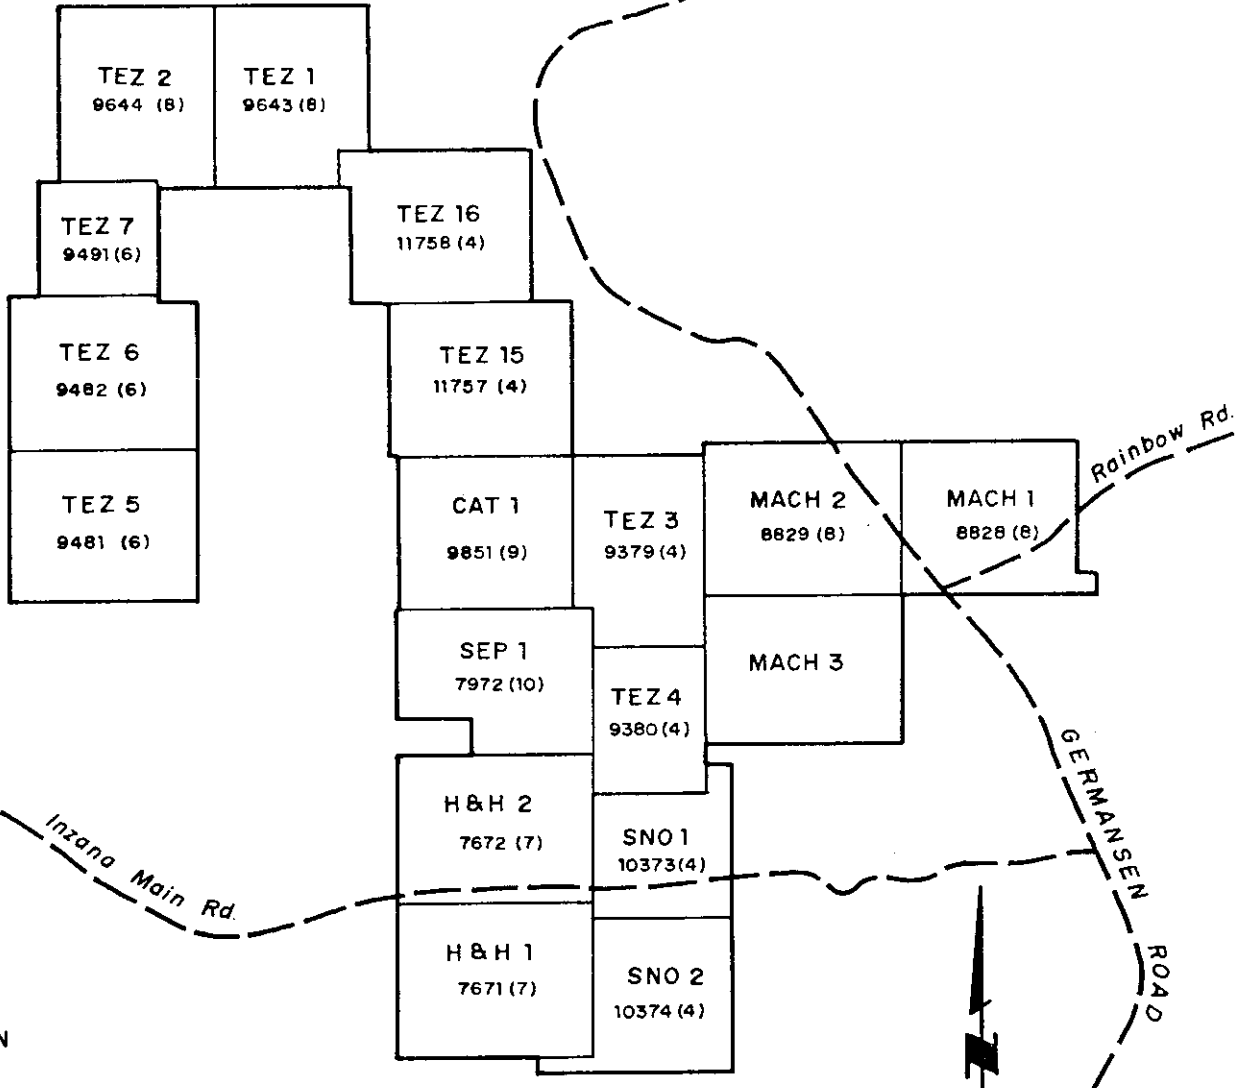 TEZ 2
9644 (8)
TEZ 1
9643 (8)
TEZ 7
9491 (6)
TEZ 16
11758 (4)
TEZ 6
9482 (6)
TEZ 15
11757 (4)
TEZ 5
9481 (6)
CAT 1
9851 (9)
TEZ 3
9379 (4)
MACH 2
8829 (8)
MACH 1
8828 (8)
Rainbow Rd.
SEP 1
7972 (10)
TEZ 4
9380 (4)
MACH 3
H & H 2
7672 (7)
SNO 1
10373 (4)
Inzana Main Rd.
GERMANSEN ROAD
H & H 1
7671 (7)
SNO 2
10374 (4)
N
N